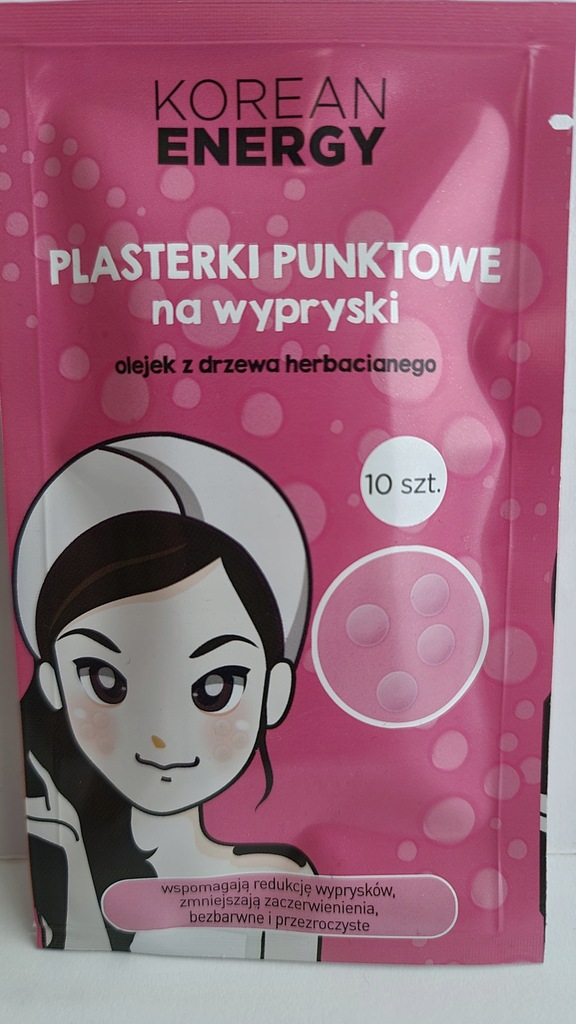 KOREAN
ENERGY
PLASTERKI PUNKTOWE
na wypryski
olejek z drzewa herbacianego
10 szt.
wspomagają redukcję wyprysków,
zmniejszają zaczerwienienia,
bezbarwne i przezroczyste